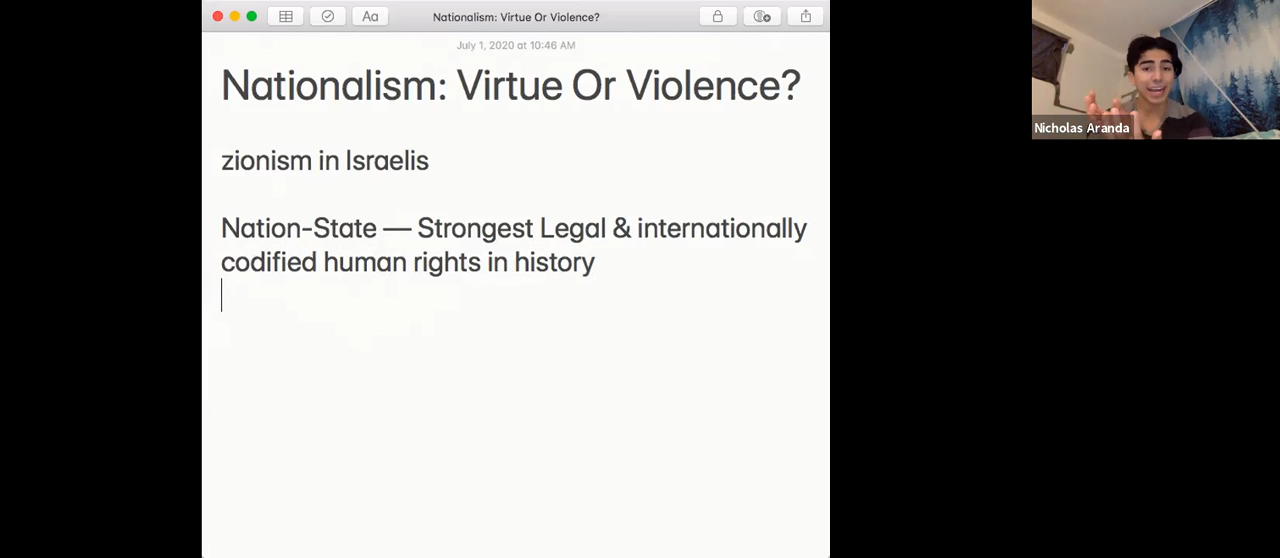 Aa
Nationalism: Virtue Or Violence?
July 1, 2020 at 10:46 AM
Nationalism: Virtue Or Violence?
zionism in Israelis
Nation-State — Strongest Legal & internationally
codified human rights in history
Nicholas Aranda